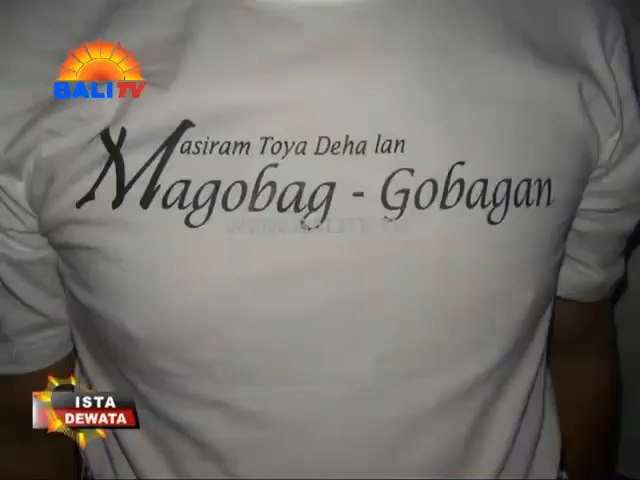 BALI TV
Masiram Toya Deha lan
Magobag - Gobagan
ISTA
DEWATA